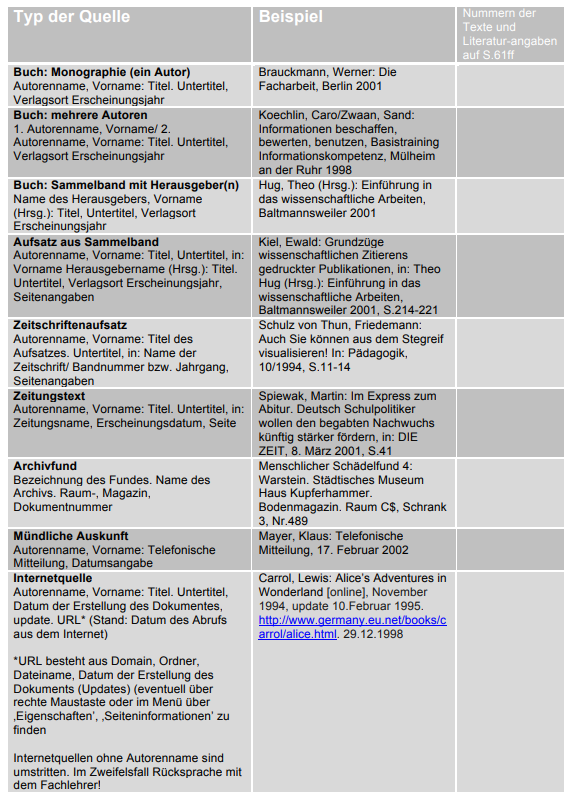 Typ der Quelle
Beispiel
Nummern der
Texte und
Literatur-angaben
auf S.61ff
Buch: Monographie (ein Autor)
Autorenname, Vorname: Titel. Untertitel,
Verlagsort Erscheinungsjahr
Brauckmann, Werner: Die
Facharbeit, Berlin 2001
Buch: mehrere Autoren
1. Autorenname, Vorname/ 2.
Autorenname, Vorname: Titel. Untertitel,
Verlagsort Erscheinungsjahr
Koechlin, Caro/Zwaan, Sand:
Informationen beschaffen,
bewerten, benutzen, Basistraining
Informationskompetenz, Mülheim
an der Ruhr 1998
Buch: Sammelband mit Herausgeber(n)
Name des Herausgebers, Vorname
(Hrsg.): Titel, Untertitel, Verlagsort
Erscheinungsjahr
Hug, Theo (Hrsg.): Einführung in
das wissenschaftliche Arbeiten,
Baltmannsweiler 2001
Aufsatz aus Sammelband
Autorenname, Vorname: Titel, Untertitel, in:
Vorname Herausgebername (Hrsg.): Titel.
Untertitel, Verlagsort Erscheinungsjahr,
Seitenangaben
Kiel, Ewald: Grundzüge
wissenschaftlichen Zitierens
gedruckter Publikationen, in: Theo
Hug (Hrsg.): Einführung in das
wissenschaftliche Arbeiten,
Baltmannsweiler 2001, S.214-221
Zeitschriftenaufsatz
Autorenname, Vorname: Titel des
Aufsatzes. Untertitel, in: Name der
Zeitschrift/ Bandnummer bzw. Jahrgang,
Seitenangaben
Schulz von Thun, Friedemann:
Auch Sie können aus dem Stegreif
visualisieren! In: Pädagogik,
10/1994, S.11-14
Zeitungstext
Autorenname, Vorname: Titel. Untertitel, in:
Zeitungsname, Erscheinungsdatum, Seite
Spiewak, Martin: Im Express zum
Abitur. Deutsch Schulpolitiker
wollen den begabten Nachwuchs
künftig stärker fördern, in: DIE
ZEIT, 8. März 2001, S.41
Archivfund
Bezeichnung des Fundes. Name des
Archivs. Raum-, Magazin,
Dokumentnummer
Menschlicher Schädelfund 4:
Warstein. Städtisches Museum
Haus Kupferhammer.
Bodenmagazin. Raum C$, Schrank
3, Nr.489
Mündliche Auskunft
Autorenname, Vorname: Telefonische
Mitteilung, Datumsangabe
Mayer, Klaus: Telefonische
Mitteilung, 17. Februar 2002
Internetquelle
Autorenname, Vorname: Titel. Untertitel,
Datum der Erstellung des Dokumentes,
update. URL* (Stand: Datum des Abrufs
aus dem Internet)
*URL besteht aus Domain, Ordner,
Dateiname, Datum der Erstellung des
Dokuments (Updates) (eventuell über
rechte Maustaste oder im Menü über
‚Eigenschaften', ‚Seiteninformationen' zu
finden
Internetquellen ohne Autorenname sind
umstritten. Im Zweifelsfall Rücksprache mit
dem Fachlehrer!
Carrol, Lewis: Alice's Adventures in
Wonderland [online], November
1994, update 10.Februar 1995.
http://www.germany.eu.net/books/c
arrol/alice.html. 29.12.1998